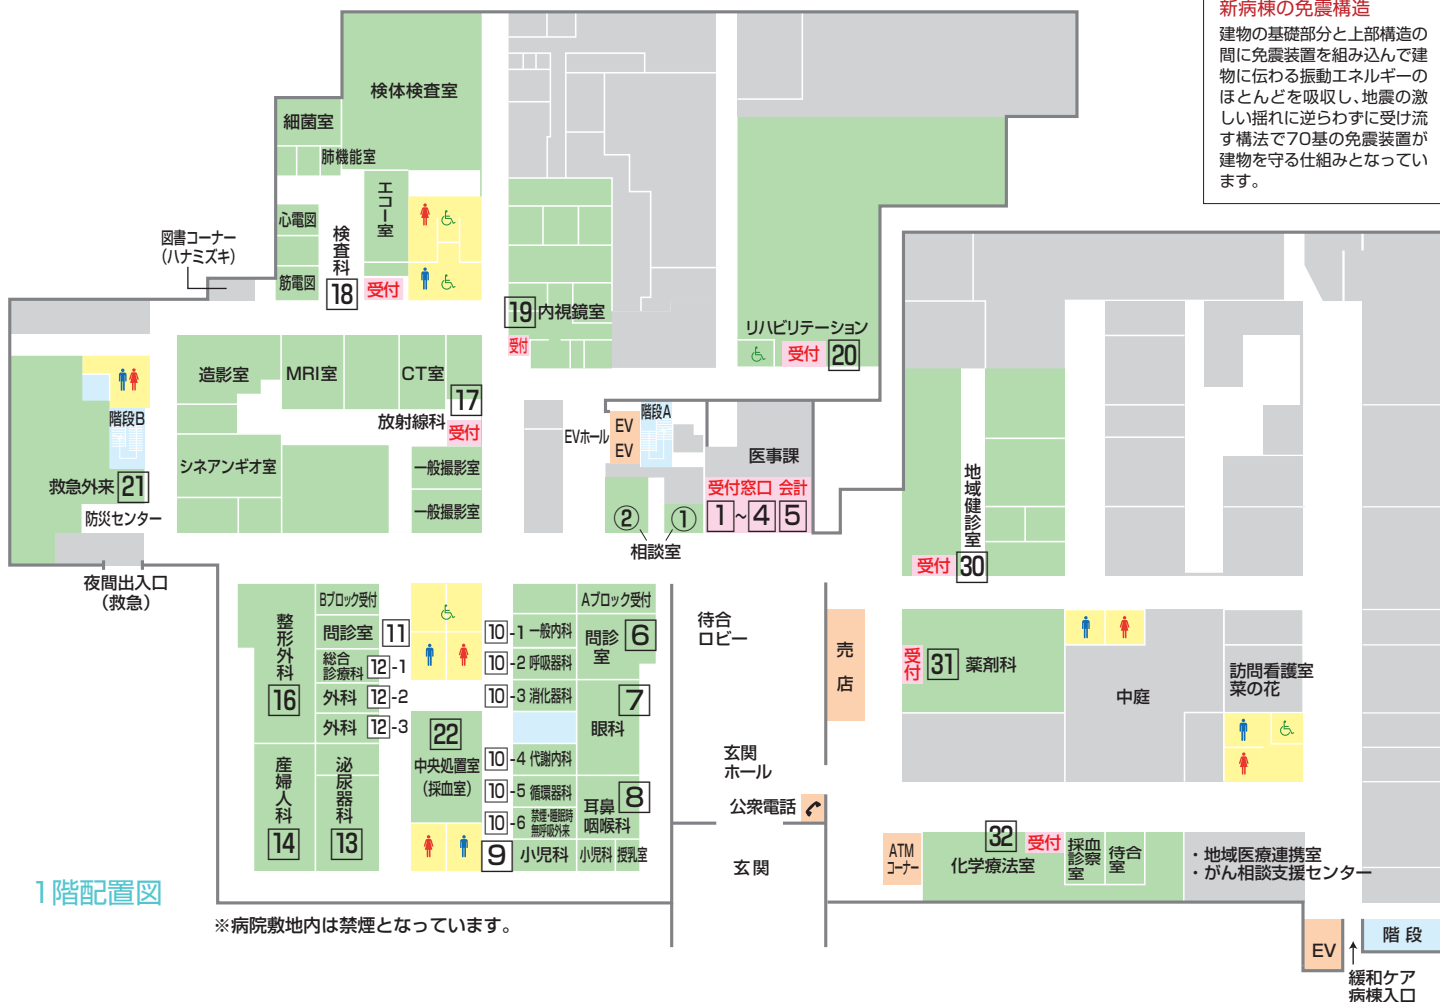 新病棟の免震構造
建物の基礎部分と上部構造の
間に免震装置を組み込んで建
物に伝わる振動エネルギーの
ほとんどを吸収し、地震の激
しい揺れに逆らわずに受け流
す構法で70基の免震装置が
建物を守る仕組みとなってい
ます。
検体検査室
細菌室
肺機能室
エコー室
心電図
検査科
18
受付
筋電図
図書コーナー
(ハナミズキ)
19 内視鏡室
受付
リハビリテーション
受付 20
造影室
MRI室
CT室
17
放射線科
受付
階段B
シネアンギオ室
一般撮影室
一般撮影室
救急外来 21
防災センター
夜間出入口
(救急)
EVホール
EV
EV
階段A
医事課
受付窓口 会計
1 ~ 4 5
② ①
相談室
地域健診室
受付 30
整形外科
16
Bブロック受付
問診室 11
総合
診療科 12-1
外科 12-2
外科 12-3
産婦人科
14
泌尿器科
13
22
中央処置室
(採血室)
10-1 一般内科
10-2 呼吸器科
10-3 消化器科
10-4 代謝内科
10-5 循環器科
10-6 禁煙・睡眠時
無呼吸外来
9 小児科
小児科
授乳室
Aブロック受付
問診室 6
7
眼科
8
耳鼻
咽喉科
待合
ロビー
売店
玄関
ホール
公衆電話
玄関
受付 31 薬剤科
中庭
訪問看護室
菜の花
ATM
コーナー
32 受付
化学療法室
採血
診察室
待合室
・地域医療連携室
・がん相談支援センター
EV
階段
↑
緩和ケア
病棟入口
1階配置図
※病院敷地内は禁煙となっています。